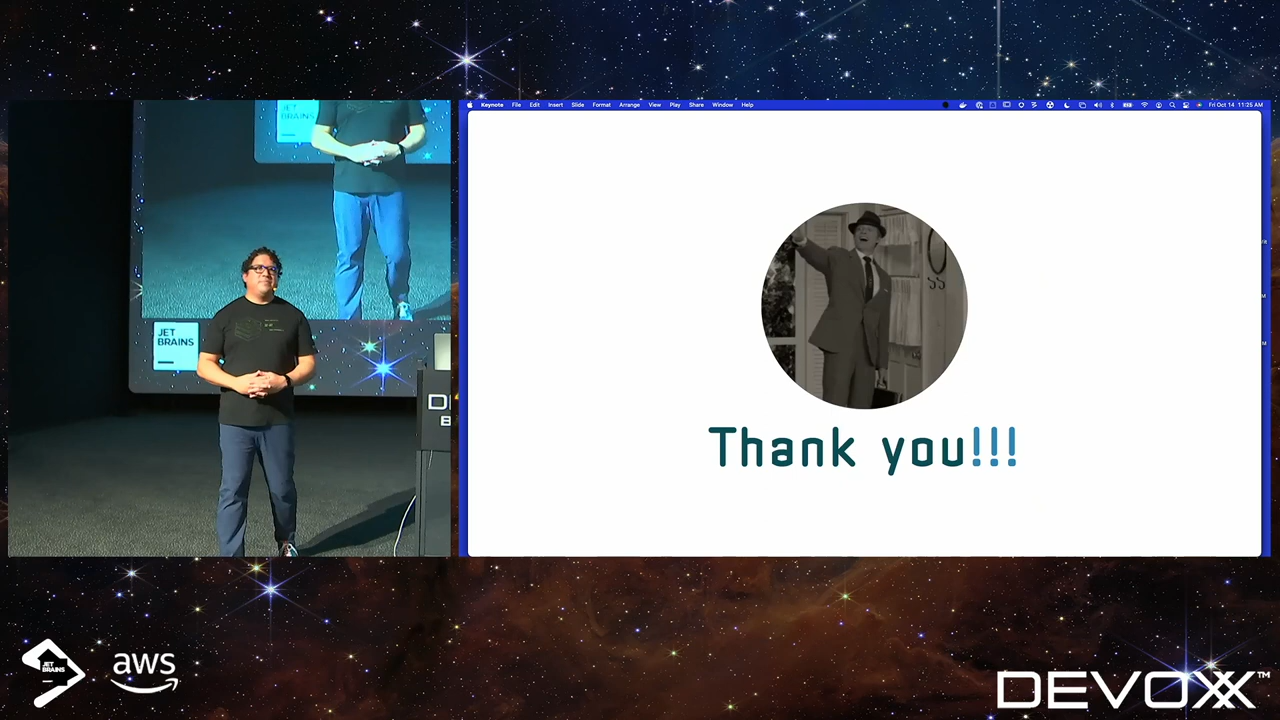 JET
BRAINS
JET
BRAINS
D
B
Keynote File Edit Insert Slide Format Arrange View Play Share Window Help
Fri Oct 14 11:25 AM
Thank you!!!
JET
BRAINS
aws
DEVOXX™